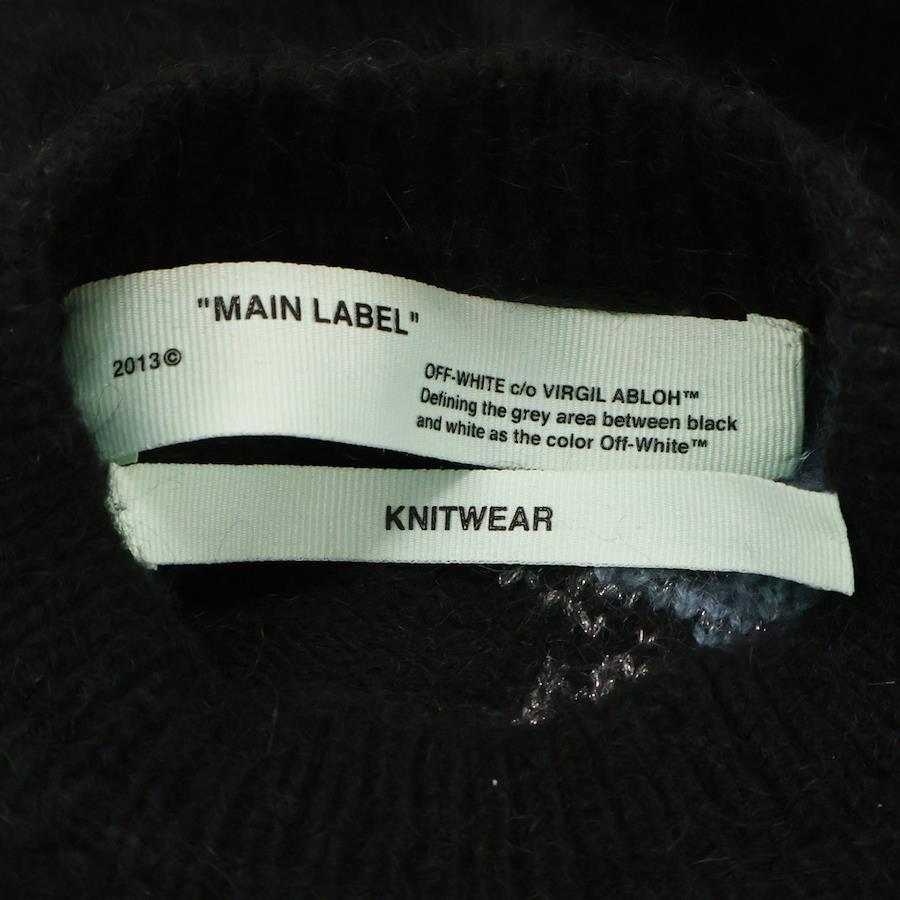 "MAIN LABEL"
2013©
OFF-WHITE c/o VIRGIL ABLOH™
Defining the grey area between black
and white as the color Off-White™
KNITWEAR